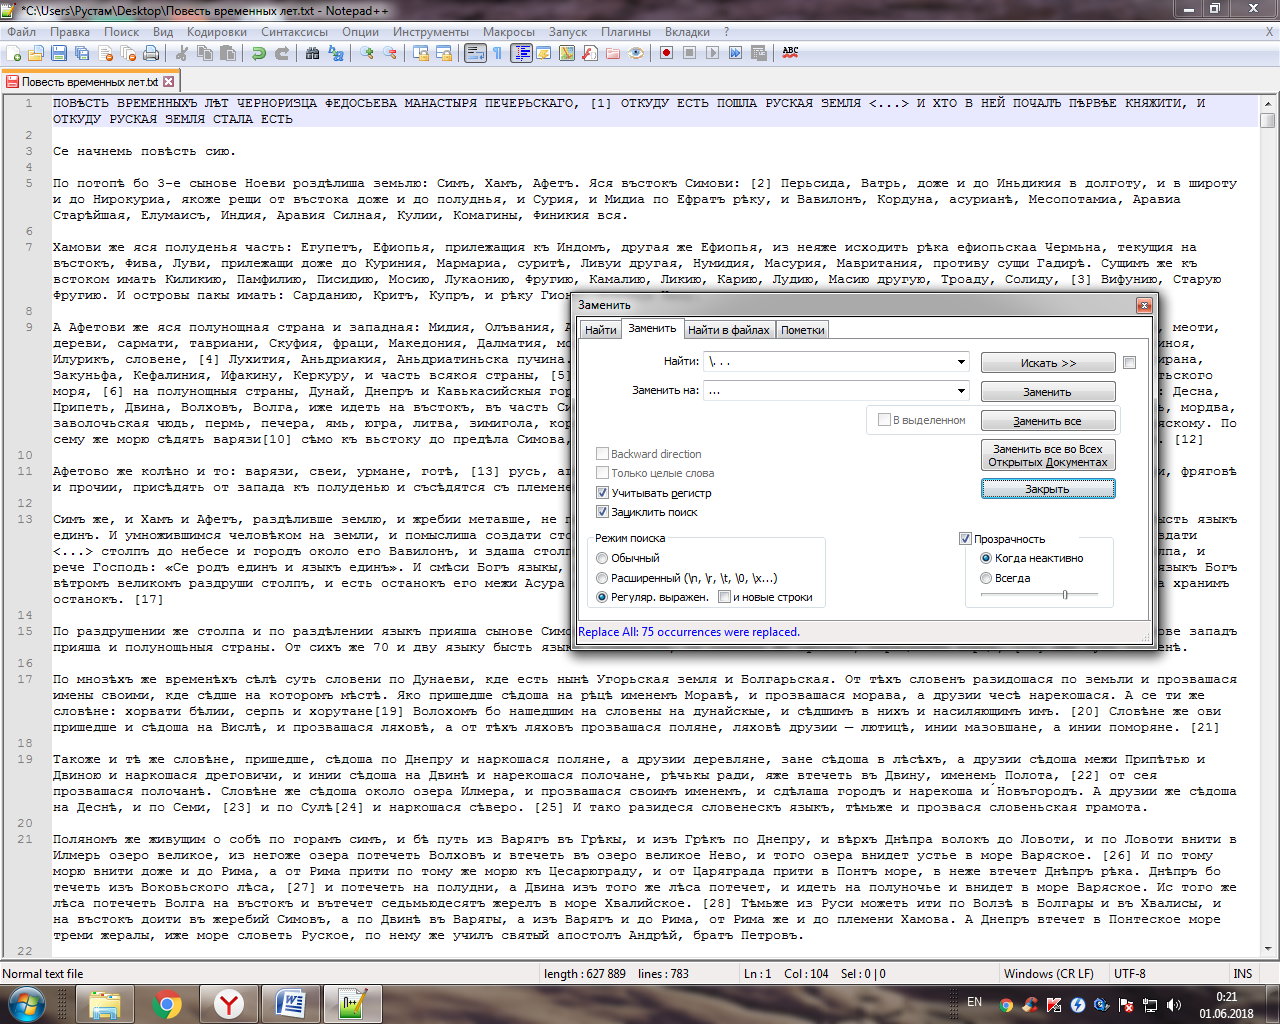 *C:\Users\Рустам\Desktop\Повесть временных лет.txt - Notepad++
Файл Правка Поиск Вид Кодировки Синтаксисы Опции Инструменты Макросы Запуск Плагины Вкладки ? X
Повесть временных лет.txt
1 ПОВѢСТЬ ВРЕМЕННЫХЪ ЛѢТ ЧЕРНОРИЗЦА ФЕДОСЬЕВА МАНАСТЫРЯ ПЕЧЕРЬСКАГО, [1] ОТКУДУ ЕСТЬ ПОШЛА РУСКАЯ ЗЕМЛЯ <...> И ХТО В НЕЙ ПОЧАЛЪ ПѢРВѢЕ КНЯЖИТИ, И
ОТКУДУ РУСКАЯ ЗЕМЛЯ СТАЛА ЕСТЬ
2
3 Се начнемь повѣсть сию.
4
5 По потопѣ бо 3-е сынове Ноеви роздѣлиша земьлю: Симъ, Хамъ, Афетъ. Яся въстокъ Симови: [2] Перьсида, Ватрь, доже и до Иньдикия в долготу, и в широту
и до Нирокуриа, якоже рещи от въстока доже и до полуднья, и Сурия, и Мидиа по Ефратъ рѣку, и Вавилонъ, Кордуна, асурианѣ, Месопотамиа, Аравиа
Старѣйшая, Елумаисъ, Индия, Аравия Силная, Кулии, Комагины, Финикия вся.
6
7 Хамови же яся полуденья часть: Егупетъ, Ефиопья, прилежащия къ Индомъ, другая же Ефиопья, из неяже исходить рѣка ефиопьскаа Чермьна, текущия на
въстокъ, Фива, Луви, прилежащи доже до Куриния, Мармариа, суритѣ, Ливуи другая, Нумидия, Масурия, Мавритания, противу сущи Гадирѣ. Сущимъ же къ
встоком имать Киликию, Памфилию, Писидию, Мосию, Лукаонию, Фругию, Камалию, Ликию, Карию, Лудию, Масию другую, Троаду, Солиду, [3] Вифунию, Старую
Фругию. И островы пакы имать: Сарданию, Критъ, Купръ, и рѣку Гион
8
9 А Афетови же яся полунощная страна и западная: Мидия, Олъвания, А меоти,
дереви, сармати, тавриани, Скуфия, фраци, Македония, Далматия, мо иноя,
Илурикъ, словене, [4] Лухития, Аньдриакия, Аньдриатиньска пучина. ирана,
Закуньфа, Кефалиния, Ифакину, Керкуру, и часть всякоя страны, [5] тьского
моря, [6] на полунощныя страны, Дунай, Днепръ и Кавькасийскыя гор : Десна,
Припеть, Двина, Волховъ, Волга, иже идеть на въстокъ, въ часть Си ь, мордва,
заволочьская чюдь, пермь, печера, ямь, югра, литва, зимигола, кор яскому. По
сему же морю сѣдять варязи[10] сѣмо къ вьстоку до предѣла Симова, . [12]
10
11 Афетово же колѣно и то: варязи, свеи, урмане, готѣ, [13] русь, аг и, фряговѣ
и прочии, присѣдять от запада къ полуденью и съсѣдятся съ племене
12
13 Симъ же, и Хамъ и Афетъ, раздѣливше землю, и жребии метавше, не п ысть языкъ
единъ. И умножившимся человѣком на земли, и помыслиша создати сто здати
<...> столпъ до небесе и городъ около его Вавилонъ, и здаша столп лпа, и
рече Господь: «Се родъ единъ и языкъ единъ». И смѣси Богъ языкы, языкъ Богъ
вѣтромъ великомъ раздруши столпъ, и есть останокъ его межи Асура а хранимъ
останокъ. [17]
14
15 По раздрушении же столпа и по раздѣлении языкъ прияша сынове Симо ве западъ
прияша и полунощьныя страны. От сихъ же 70 и дву языку бысть язык енѣ.
16
17 По мнозѣхъ же временѣхъ сѣлѣ суть словени по Дунаеви, кде есть нынѣ Угорьская земля и Болгарьская. От тѣхъ словенъ разидошася по земьли и прозвашася
имены своими, кде сѣдше на которомъ мѣстѣ. Яко пришедше сѣдоша на рѣцѣ именемъ Моравѣ, и прозвашася морава, а друзии чесѣ нарекошася. А се ти же
словѣне: хорвати бѣлии, серпь и хорутане[19] Волохомъ бо нашедшим на словены на дунайскые, и сѣдшимъ в нихъ и насиляющимъ имъ. [20] Словѣне же ови
пришедше и сѣдоша на Вислѣ, и прозвашася ляховѣ, а от тѣхъ ляховъ прозвашася поляне, ляховѣ друзии — лютицѣ, инии мазовшане, а инии поморяне. [21]
18
19 Такоже и тѣ же словѣне, пришедше, сѣдоша по Днепру и наркошася поляне, а друзии деревляне, зане сѣдоша в лѣсѣхъ, а друзии сѣдоша межи Припѣтью и
Двиною и наркошася дреговичи, и инии сѣдоша на Двинѣ и нарекошася полочане, рѣчькы ради, яже втечеть въ Двину, именемь Полота, [22] от сея
прозвашася полочанѣ. Словѣне же сѣдоша около озера Илмера, и прозвашася своимъ именемъ, и сдѣлаша городъ и нарекоша и́ Новъгородъ. А друзии же сѣдоша
на Деснѣ, и по Семи, [23] и по Сулѣ[24] и наркошася сѣверо. [25] И тако разидеся словенескъ языкъ, тѣмьже и прозвася словеньская грамота.
20
21 Поляномъ же живущим о собѣ по горамъ симъ, и бѣ путь из Варягъ въ Грѣкы, и изъ Грѣкъ по Днепру, и вѣрхъ Днѣпра волокъ до Ловоти, и по Ловоти внити в
Илмерь озеро великое, из негоже озера потечеть Волховъ и втечеть въ озеро великое Нево, и того озера внидет устье в море Варяское. [26] И по тому
морю внити доже и до Рима, а от Рима прити по тому же морю къ Цесарюграду, и от Царяграда прити в Понтъ море, в неже втечет Днѣпръ рѣка. Днѣпръ бо
течеть изъ Воковьского лѣса, [27] и потечеть на полудни, а Двина изъ того же лѣса потечет, и идеть на полуночье и внидет в море Варяское. Ис того же
лѣса потечеть Волга на въстокъ и вътечет седьмьюдесятъ жерелъ в море Хвалийское. [28] Тѣмьже из Руси можеть ити по Волзѣ в Болгары и въ Хвалисы, и
на въстокъ доити въ жеребий Симовъ, а по Двинѣ въ Варягы, а изъ Варягъ и до Рима, от Рима же и до племени Хамова. А Днепръ втечет в Понтеское море
треми жералы, иже море словеть Руское, по нему же училъ святый апостолъ Андрѣй, братъ Петровъ.
22
Заменить
Найти Заменить Найти в файлах Пометки
Найти: \. . . Искать >>
Заменить на: ... Заменить
В выделенном Заменить все
Заменить все во Всех
Открытых Документах
Закрыть
Backward direction
Только целые слова
Учитывать регистр
Зациклить поиск
Режим поиска
Обычный
Расширенный (\n, \r, \t, \0, \x...)
Регуляр. выражен. и новые строки
Прозрачность
Когда неактивно
Всегда
Replace All: 75 occurrences were replaced.
Normal text file length : 627 889 lines : 783 Ln : 1 Col : 104 Sel : 0 | 0 Windows (CR LF) UTF-8 INS
EN 0:21
01.06.2018